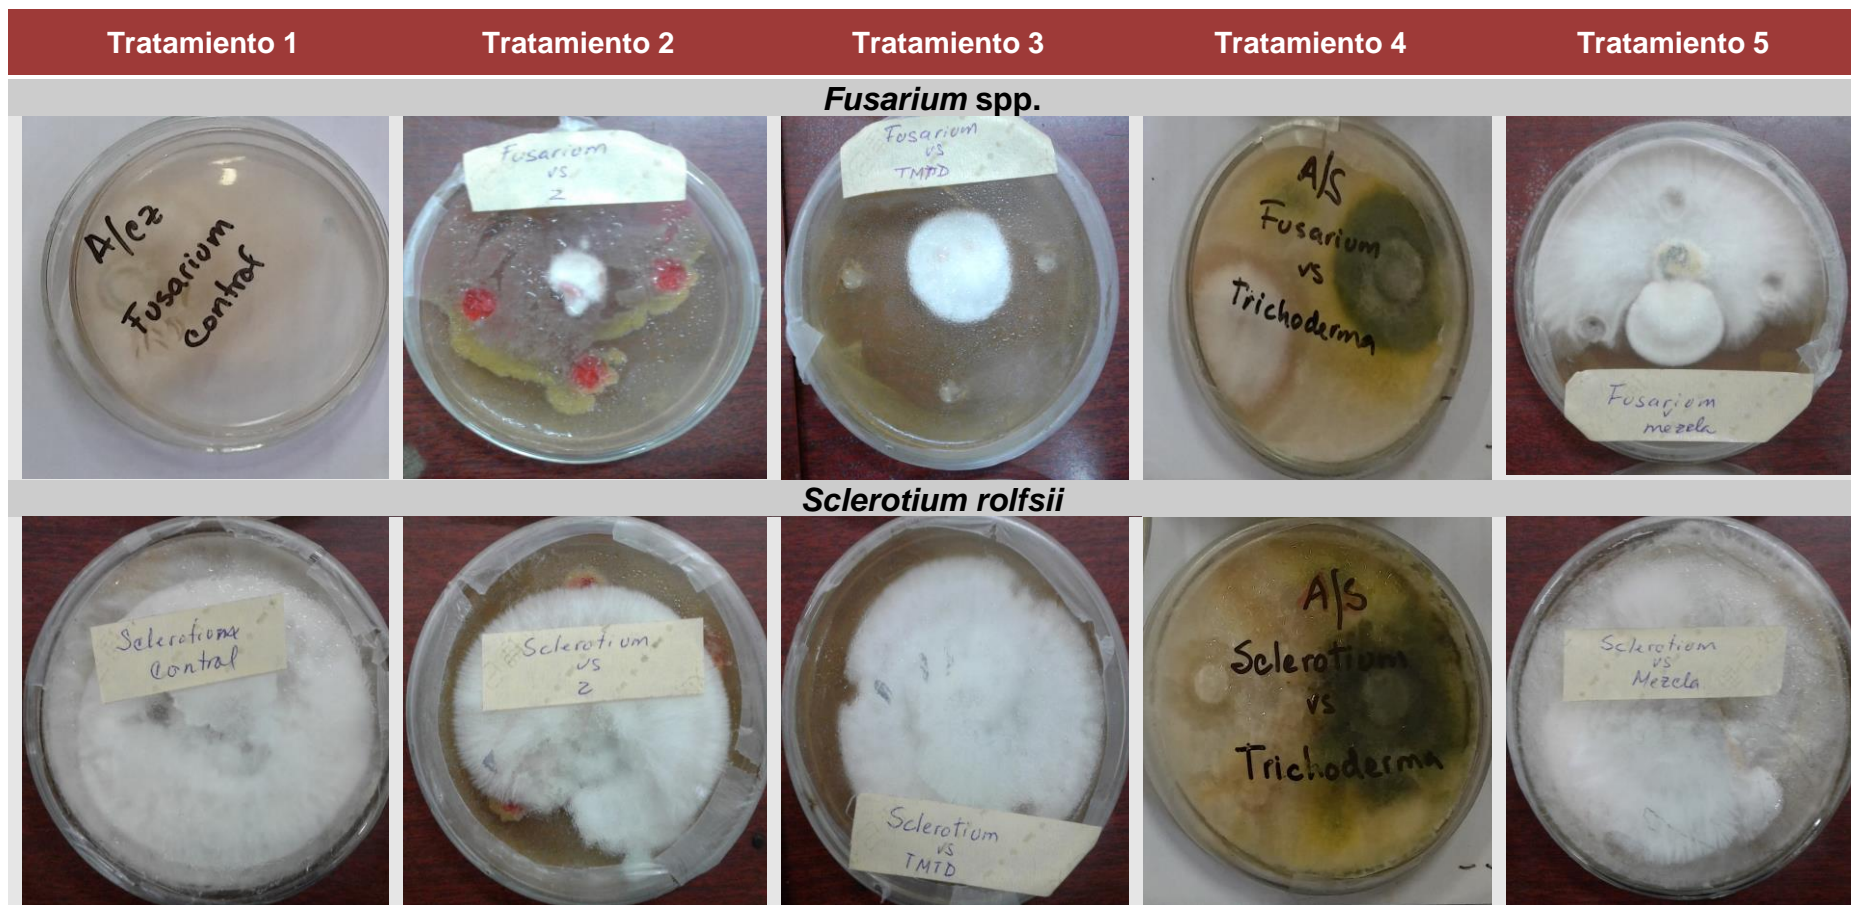 Tratamiento 1
Tratamiento 2
Tratamiento 3
Tratamiento 4
Tratamiento 5
Fusarium spp.
A/cz
Fusarium
control
Fusarium
vs
Z
Fusarium
vs
TMTD
A/S
Fusarium
vs
Trichoderma
Fusarium
v
mezcla
Sclerotium rolfsii
Sclerotium
Control
Sclerotium
vs
Z
Sclerotium
vs
TMTD
A/S
Sclerotium
vs
Trichoderma
Sclerotium
vs
Mezcla